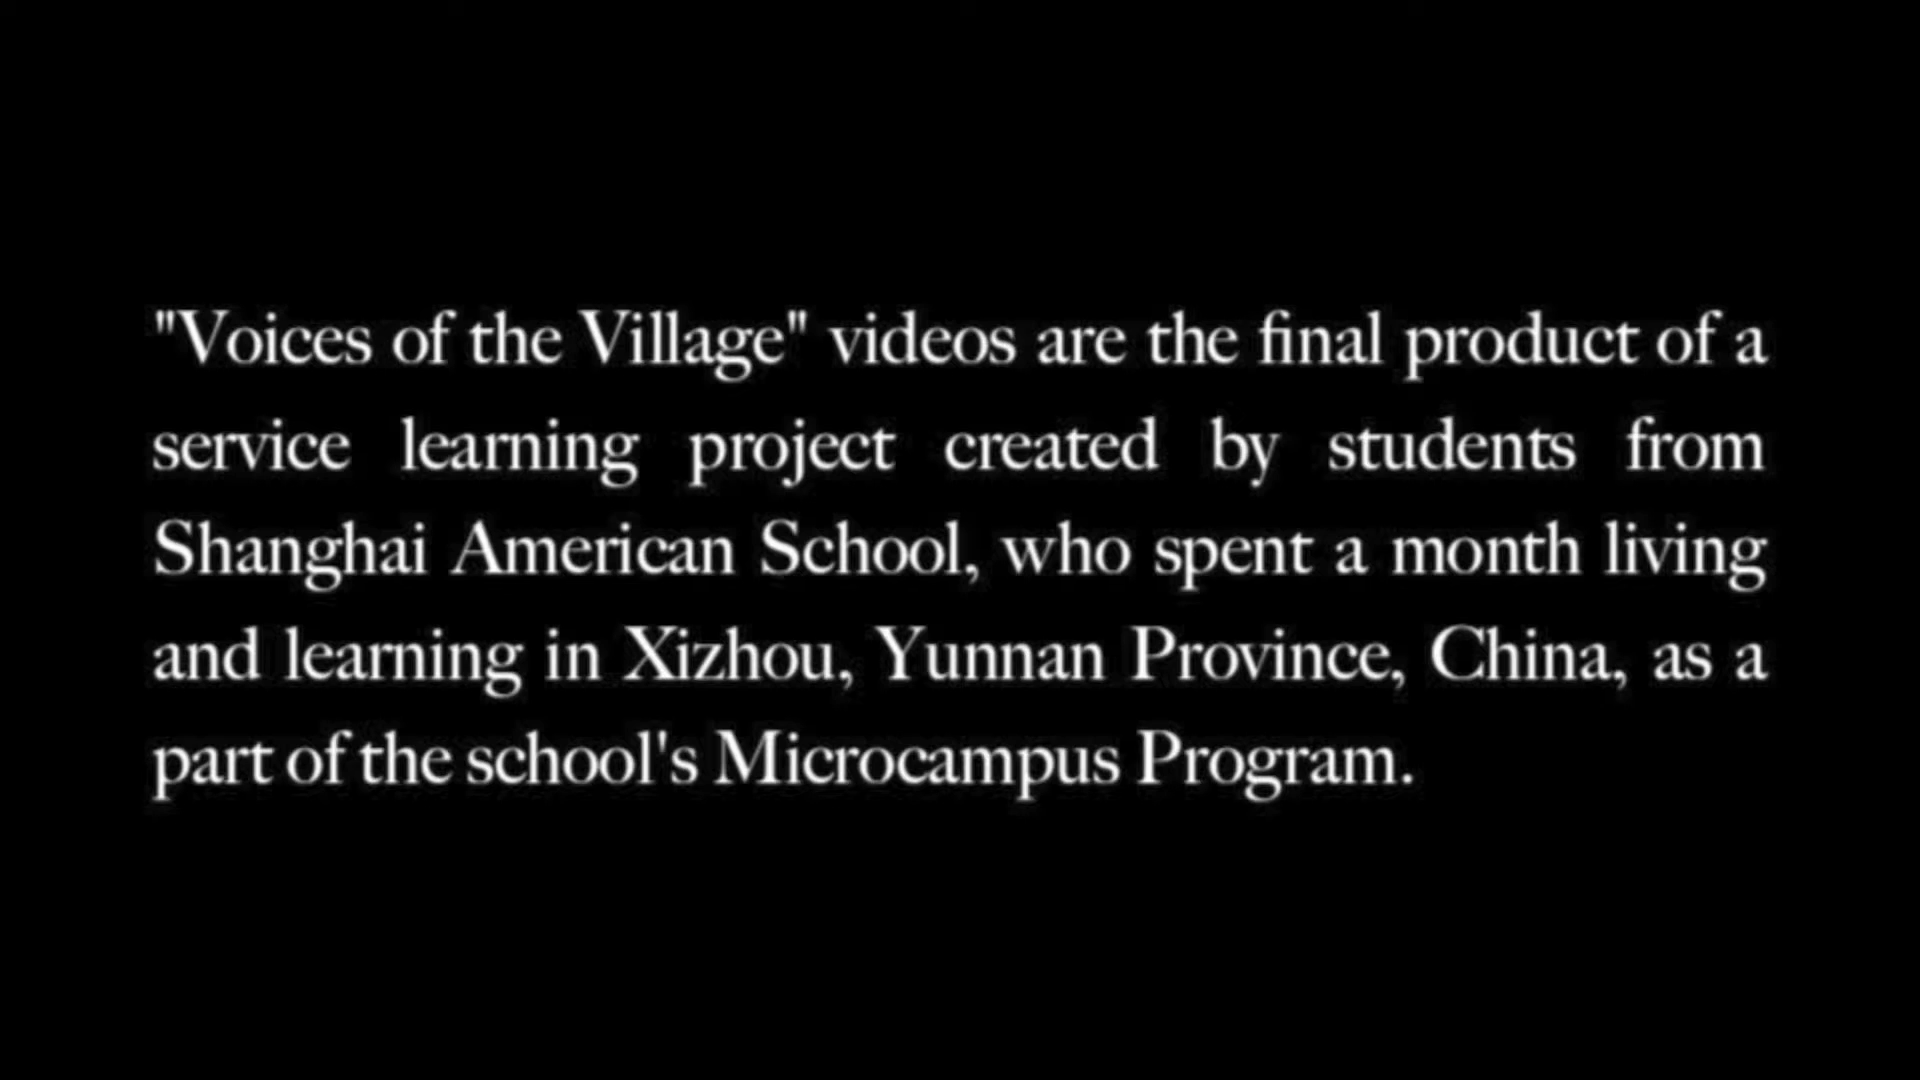 "Voices of the Village" videos are the final product of a
service learning project created by students from
Shanghai American School, who spent a month living
and learning in Xizhou, Yunnan Province, China, as a
part of the school's Microcampus Program.